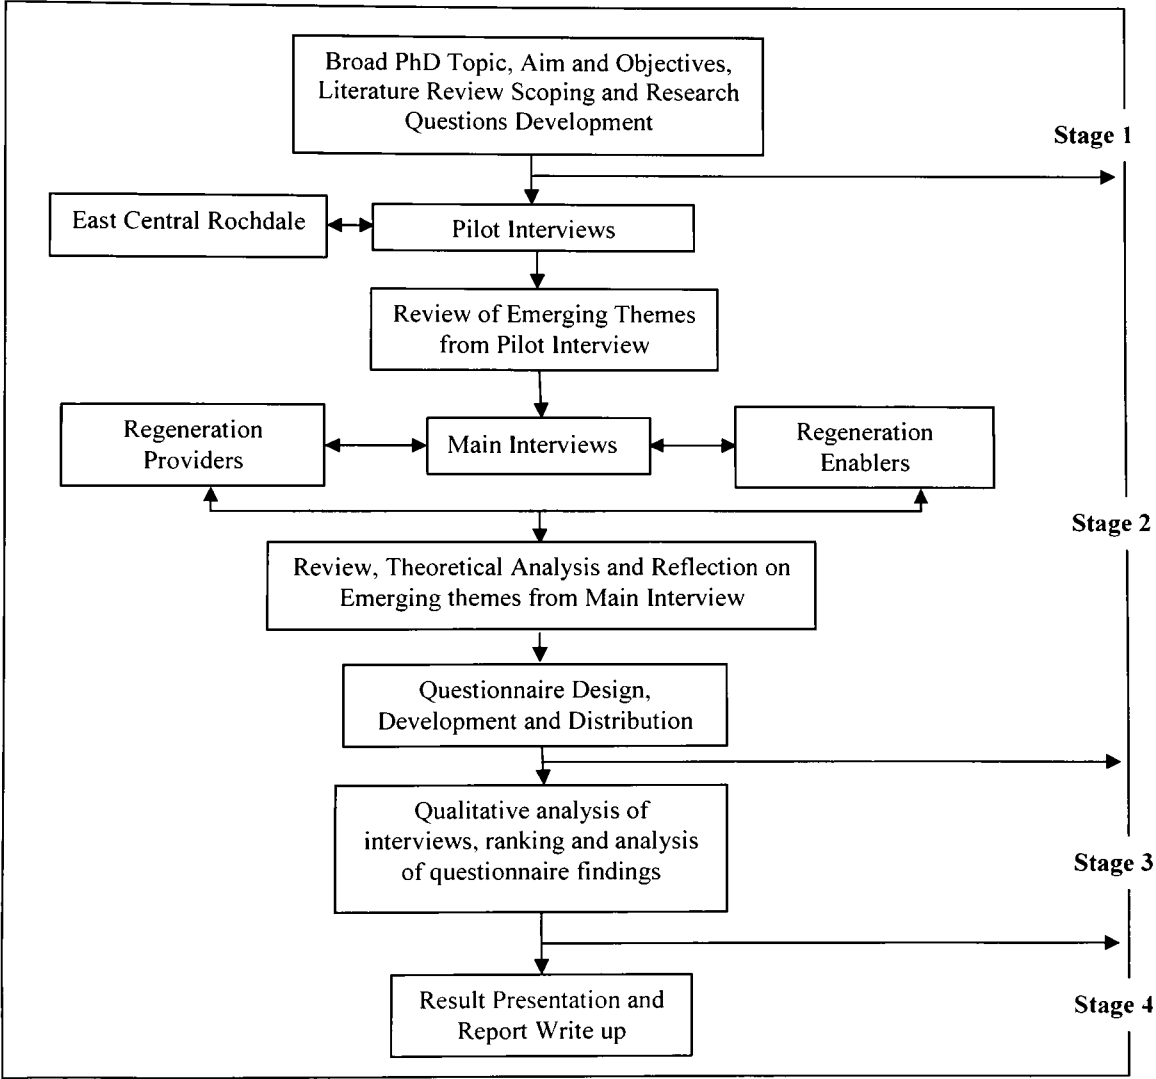 Broad PhD Topic, Aim and Objectives,
Literature Review Scoping and Research
Questions Development
Stage 1
East Central Rochdale
Pilot Interviews
Review of Emerging Themes
from Pilot Interview
Regeneration
Providers
Main Interviews
Regeneration
Enablers
Stage 2
Review, Theoretical Analysis and Reflection on
Emerging themes from Main Interview
Questionnaire Design,
Development and Distribution
Qualitative analysis of
interviews, ranking and analysis
of questionnaire findings
Stage 3
Result Presentation and
Report Write up
Stage 4